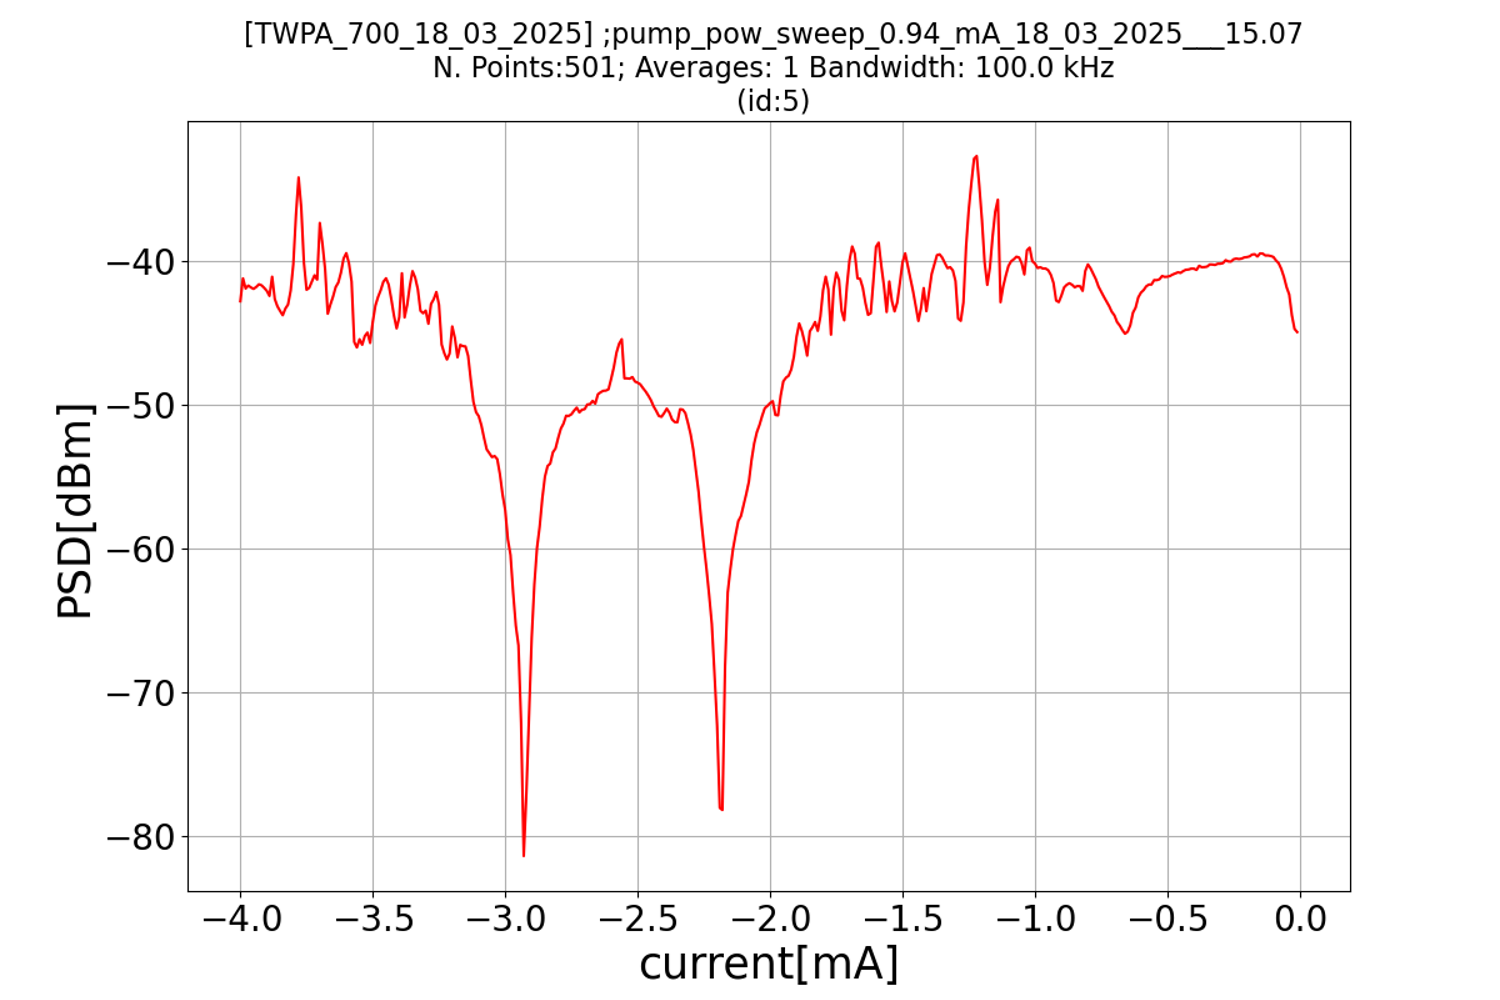 [TWPA_700_18_03_2025] ;pump_pow_sweep_0.94_mA_18_03_2025___15.07
N. Points:501; Averages: 1 Bandwidth: 100.0 kHz
(id:5)
PSD[dBm]
−40
−50
−60
−70
−80
−4.0 −3.5 −3.0 −2.5 −2.0 −1.5 −1.0 −0.5 0.0
current[mA]